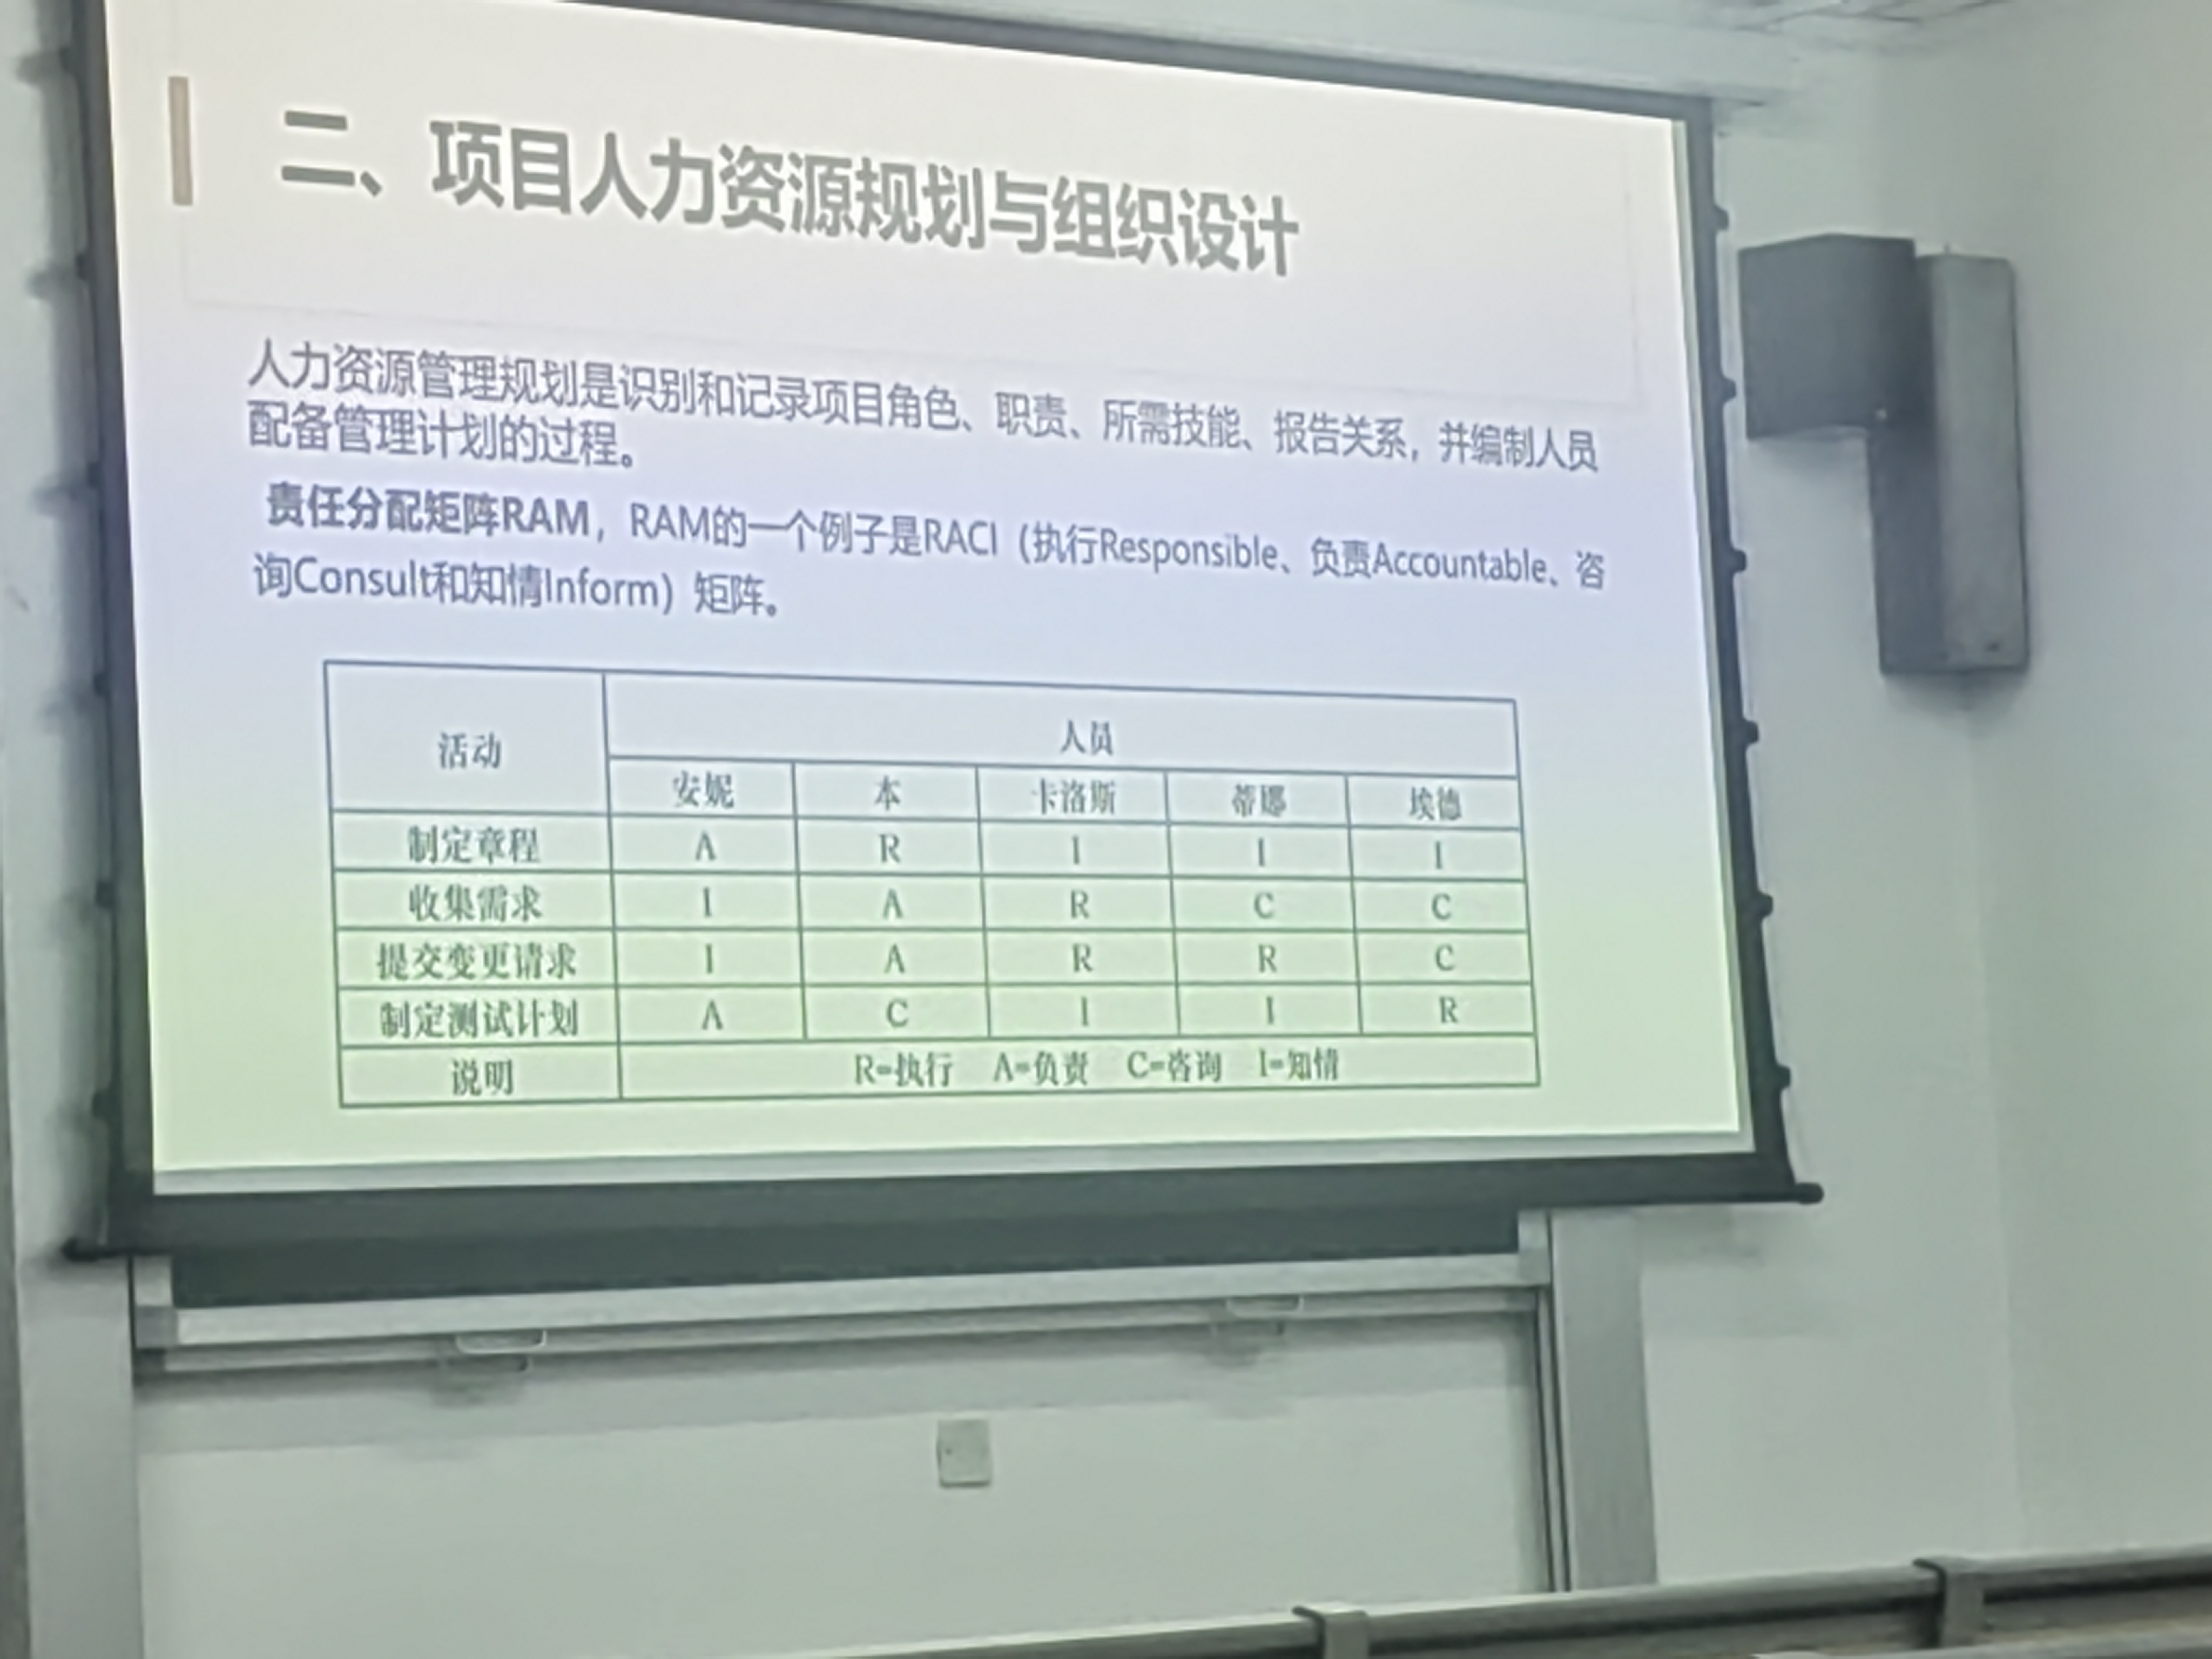 二、项目人力资源规划与组织设计
人力资源管理规划是识别和记录项目角色、职责、所需技能、报告关系，并编制人员
配备管理计划的过程。
责任分配矩阵RAM，RAM的一个例子是RACI（执行Responsible、负责Accountable、咨
询Consult和知情Inform）矩阵。
活动 人员
安妮 本 卡洛斯 蒂娜 埃德
制定章程 A R I I I
收集需求 I A R C C
提交变更请求 I A R R C
制定测试计划 A C I I R
说明 R=执行 A=负责 C=咨询 I=知情